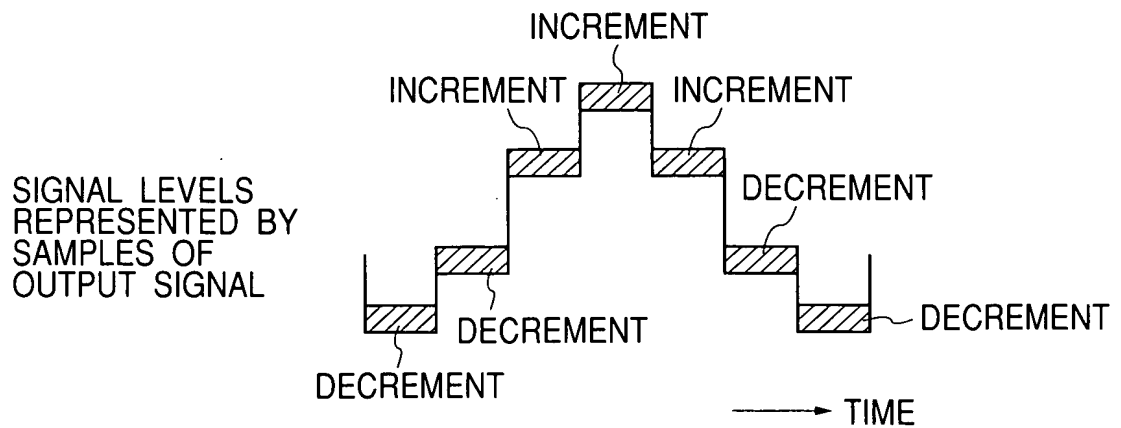 INCREMENT
INCREMENT
INCREMENT
DECREMENT
SIGNAL LEVELS
REPRESENTED BY
SAMPLES OF
OUTPUT SIGNAL
DECREMENT
DECREMENT
DECREMENT
TIME